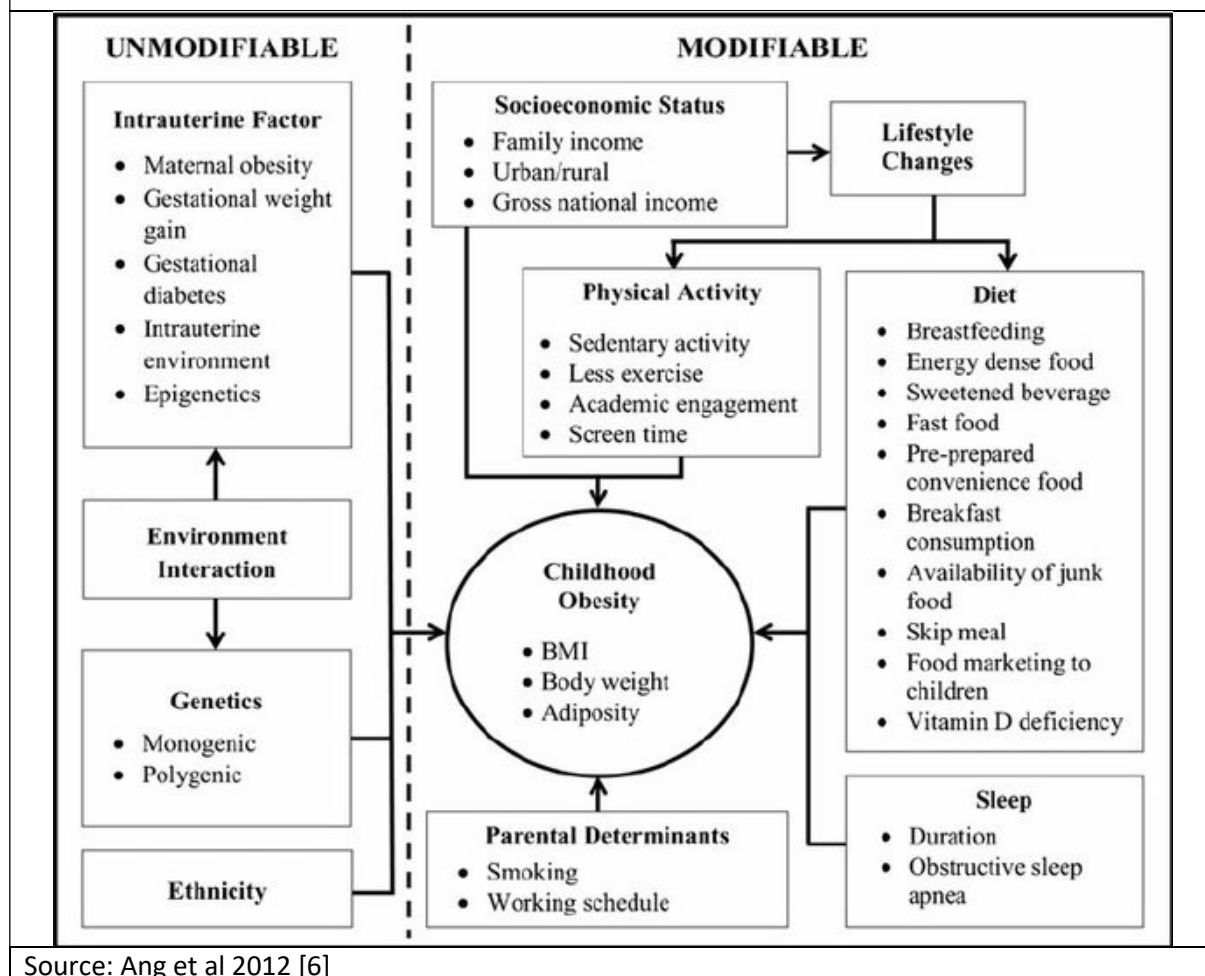 UNMODIFIABLE
Intrauterine Factor
• Maternal obesity
• Gestational weight
gain
• Gestational
diabetes
• Intrauterine
environment
• Epigenetics
Environment
Interaction
Genetics
• Monogenic
• Polygenic
Ethnicity
MODIFIABLE
Socioeconomic Status
• Family income
• Urban/rural
• Gross national income
Lifestyle
Changes
Physical Activity
• Sedentary activity
• Less exercise
• Academic engagement
• Screen time
Diet
• Breastfeeding
• Energy dense food
• Sweetened beverage
• Fast food
• Pre-prepared
convenience food
• Breakfast
consumption
• Availability of junk
food
• Skip meal
• Food marketing to
children
• Vitamin D deficiency
Childhood
Obesity
• BMI
• Body weight
• Adiposity
Parental Determinants
• Smoking
• Working schedule
Sleep
• Duration
• Obstructive sleep
apnea
Source: Ang et al 2012 [6]